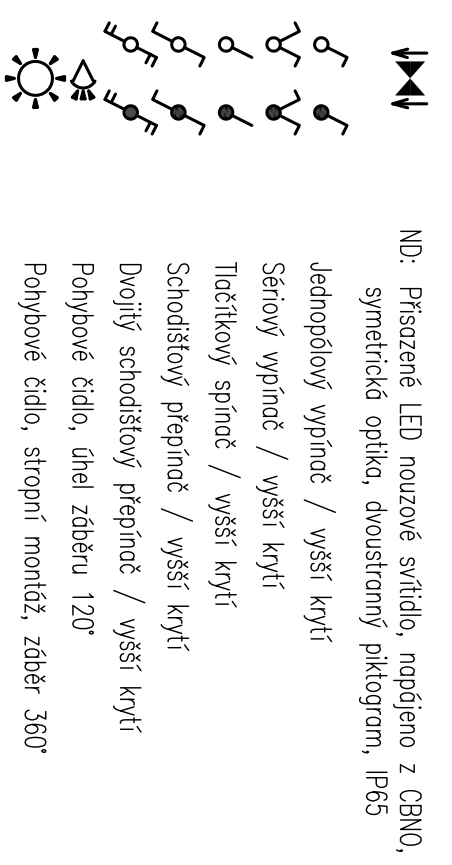 ND: Přisazené LED nouzové svítidlo, napájeno z CBNO,
symetrická optika, dvoustranný piktogram, IP65
Jednopólový vypínač / vyšší krytí
Sériový vypínač / vyšší krytí
Tlačítkový spínač / vyšší krytí
Schodišťový přepínač / vyšší krytí
Dvojitý schodišťový přepínač / vyšší krytí
Pohybové čidlo, úhel záběru 120°
Pohybové čidlo, stropní montáž, záběr 360°